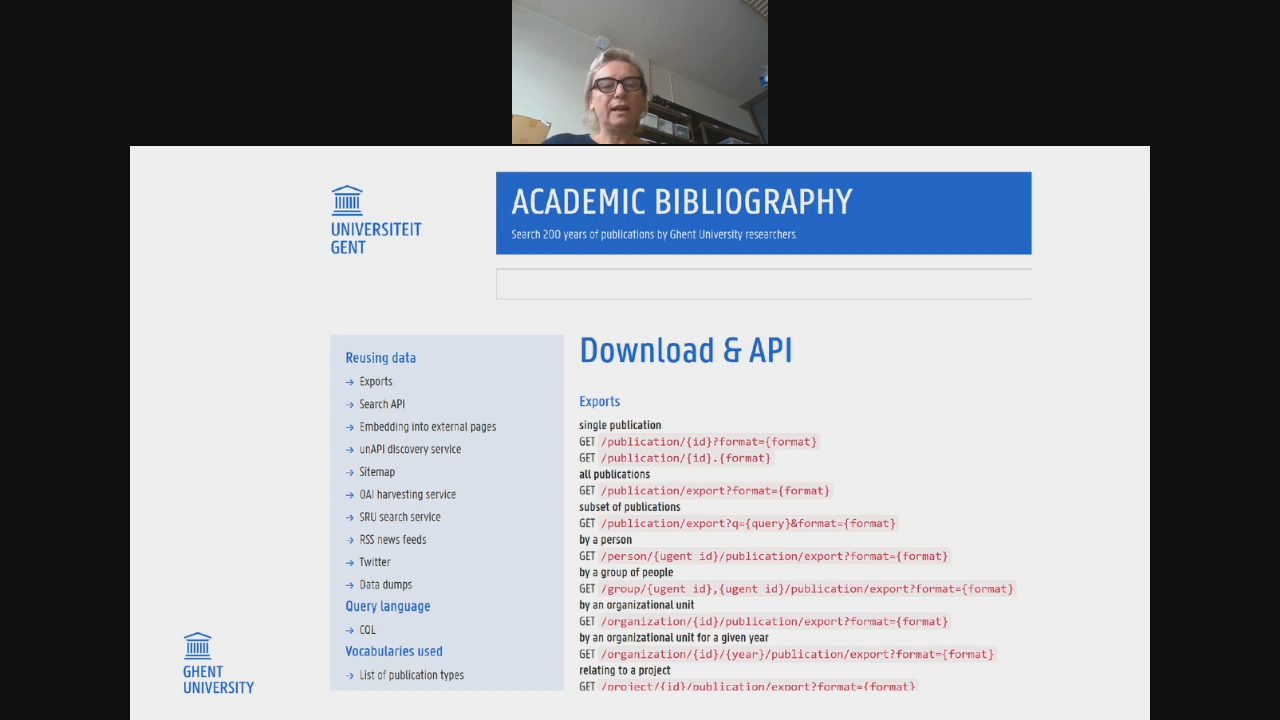 UNIVERSITEIT
GENT
ACADEMIC BIBLIOGRAPHY
Search 200 years of publications by Ghent University researchers.
Reusing data
→ Exports
→ Search API
→ Embedding into external pages
→ unAPI discovery service
→ Sitemap
→ OAI harvesting service
→ SRU search service
→ RSS news feeds
→ Twitter
→ Data dumps
Query language
→ CQL
Vocabularies used
→ List of publication types
Download & API
Exports
single publication
GET /publication/{id}?format={format}
GET /publication/{id}.{format}
all publications
GET /publication/export?format={format}
subset of publications
GET /publication/export?q={query}&format={format}
by a person
GET /person/{ugent id}/publication/export?format={format}
by a group of people
GET /group/{ugent id},{ugent id}/publication/export?format={format}
by an organizational unit
GET /organization/{id}/publication/export?format={format}
by an organizational unit for a given year
GET /organization/{id}/{year}/publication/export?format={format}
relating to a project
GET /project/{id}/publication/export?format={format}
GHENT
UNIVERSITY